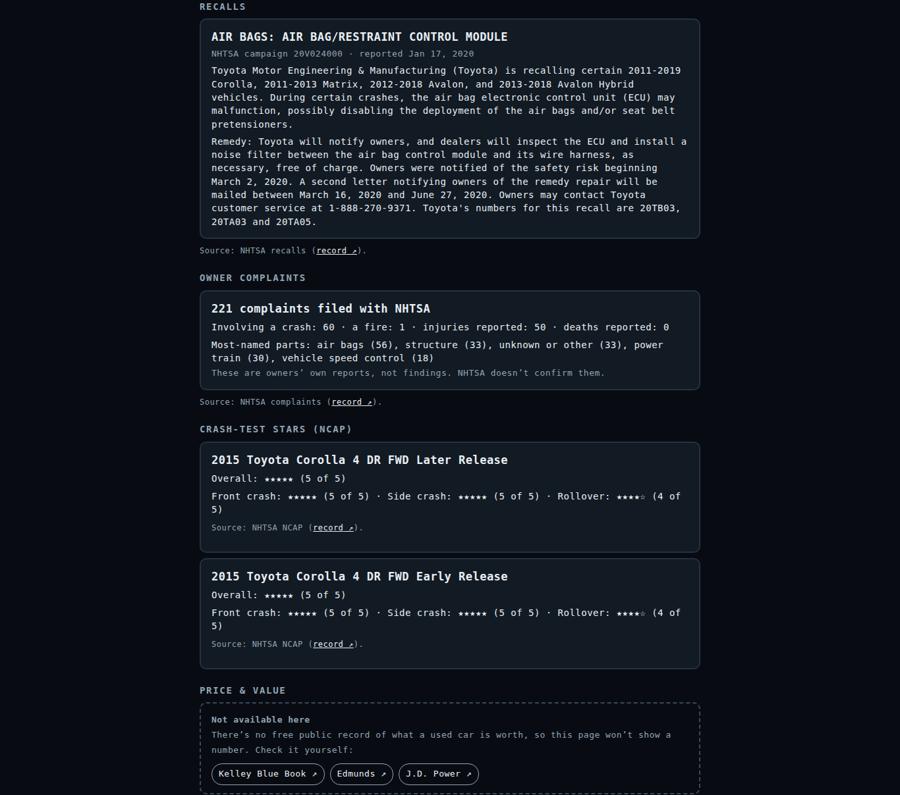 RECALLS
AIR BAGS: AIR BAG/RESTRAINT CONTROL MODULE
NHTSA campaign 20V024000 · reported Jan 17, 2020
Toyota Motor Engineering & Manufacturing (Toyota) is recalling certain 2011-2019
Corolla, 2011-2013 Matrix, 2012-2018 Avalon, and 2013-2018 Avalon Hybrid
vehicles. During certain crashes, the air bag electronic control unit (ECU) may
malfunction, possibly disabling the deployment of the air bags and/or seat belt
pretensioners.
Remedy: Toyota will notify owners, and dealers will inspect the ECU and install a
noise filter between the air bag control module and its wire harness, as
necessary, free of charge. Owners were notified of the safety risk beginning
March 2, 2020. A second letter notifying owners of the remedy repair will be
mailed between March 16, 2020 and June 27, 2020. Owners may contact Toyota
customer service at 1-888-270-9371. Toyota's numbers for this recall are 20TB03,
20TA03 and 20TA05.
Source: NHTSA recalls (record ↗).
OWNER COMPLAINTS
221 complaints filed with NHTSA
Involving a crash: 60 · a fire: 1 · injuries reported: 50 · deaths reported: 0
Most-named parts: air bags (56), structure (33), unknown or other (33), power
train (30), vehicle speed control (18)
These are owners’ own reports, not findings. NHTSA doesn’t confirm them.
Source: NHTSA complaints (record ↗).
CRASH-TEST STARS (NCAP)
2015 Toyota Corolla 4 DR FWD Later Release
Overall: ★★★★★ (5 of 5)
Front crash: ★★★★★ (5 of 5) · Side crash: ★★★★★ (5 of 5) · Rollover: ★★★★☆ (4 of
5)
Source: NHTSA NCAP (record ↗).
2015 Toyota Corolla 4 DR FWD Early Release
Overall: ★★★★★ (5 of 5)
Front crash: ★★★★★ (5 of 5) · Side crash: ★★★★★ (5 of 5) · Rollover: ★★★★☆ (4 of
5)
Source: NHTSA NCAP (record ↗).
PRICE & VALUE
Not available here
There’s no free public record of what a used car is worth, so this page won’t show a
number. Check it yourself:
Kelley Blue Book ↗ Edmunds ↗ J.D. Power ↗